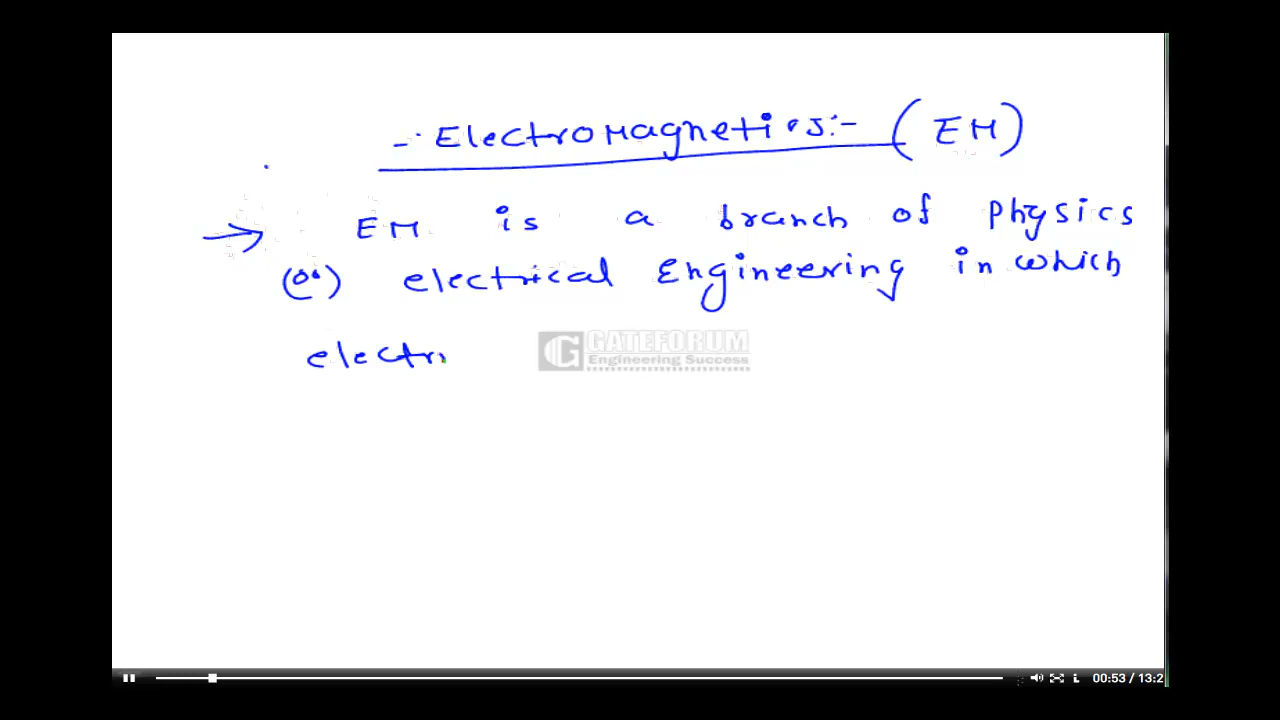 -: Electromagnetics:- (EM)
→ EM is a branch of physics
(or) electrical Engineering in which
electr
GATEFORUM
Engineering Success
00:53 / 13:2